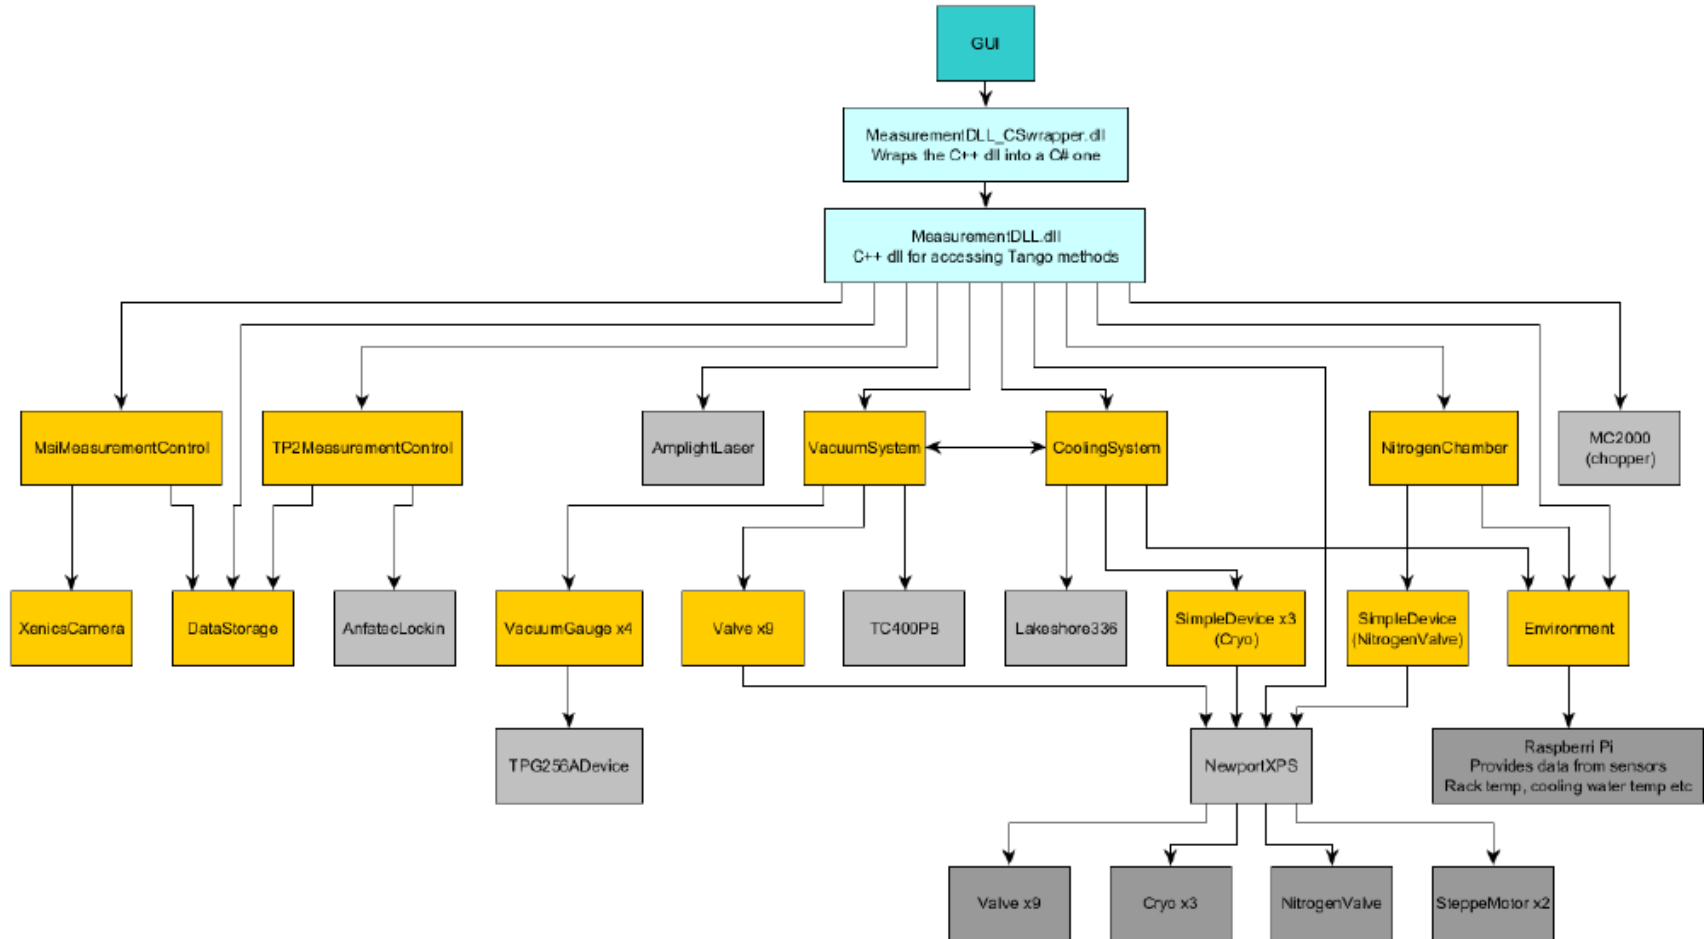 GUI
MeasurementDLL_CSwrapper.dll
Wraps the C++ dll into a C# one
MeasurementDLL.dll
C++ dll for accessing Tango methods
MsiMeasurementControl
TP2MeasurementControl
AmplightLaser
VacuumSystem
CoolingSystem
NitrogenChamber
MC2000
(chopper)
XenicsCamera
DataStorage
AnfatecLockin
VacuumGauge x4
Valve x9
TC400PB
Lakeshore336
SimpleDevice x3
(Cryo)
SimpleDevice
(NitrogenValve)
Environment
TPG256ADevice
NewportXPS
Raspberri Pi
Provides data from sensors
Rack temp, cooling water temp etc
Valve x9
Cryo x3
NitrogenValve
SteppeMotor x2